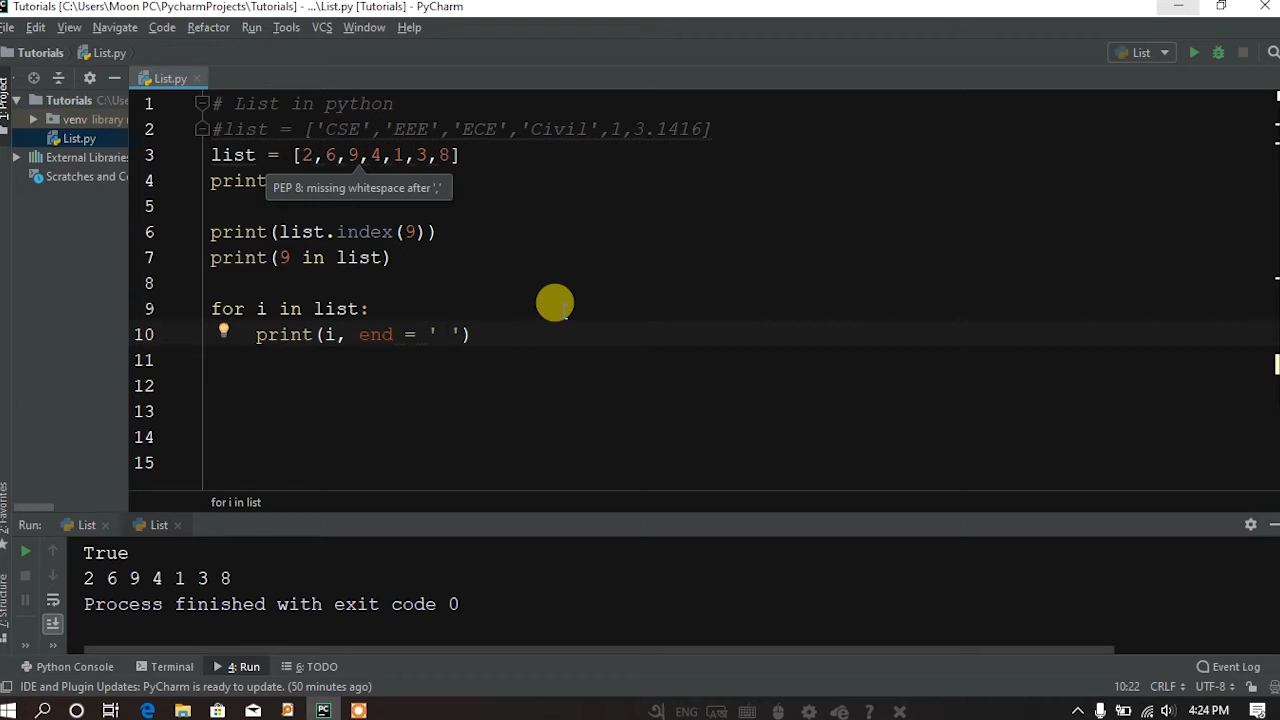 Tutorials [C:\Users\Moon PC\PycharmProjects\Tutorials] - ...\List.py [Tutorials] - PyCharm
File Edit View Navigate Code Refactor Run Tools VCS Window Help
Tutorials List.py List
1: Project
List.py
Tutorials C:\Use
venv library r
List.py
External Libraries
Scratches and Co
1 # List in python
2 #list = ['CSE','EEE','ECE','Civil',1,3.1416]
3 list = [2,6,9,4,1,3,8]
4 print
PEP 8: missing whitespace after ','
5
6 print(list.index(9))
7 print(9 in list)
8
9 for i in list:
10 print(i, end = ' ')
11
12
13
14
15
for i in list
2: Favorites
7: Structure
Run: List List
True
2 6 9 4 1 3 8
Process finished with exit code 0
Python Console Terminal 4: Run 6: TODO Event Log
IDE and Plugin Updates: PyCharm is ready to update. (50 minutes ago) 10:22 CRLF UTF-8
ENG 4:24 PM